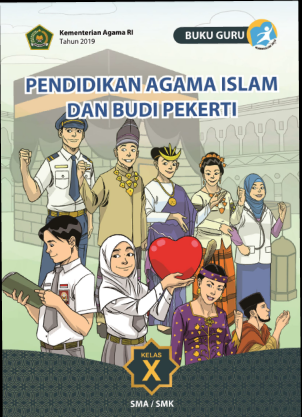 Kementerian Agama RI
Tahun 2019
BUKU GURU
PENDIDIKAN AGAMA ISLAM
DAN BUDI PEKERTI
KELAS
X
SMA / SMK